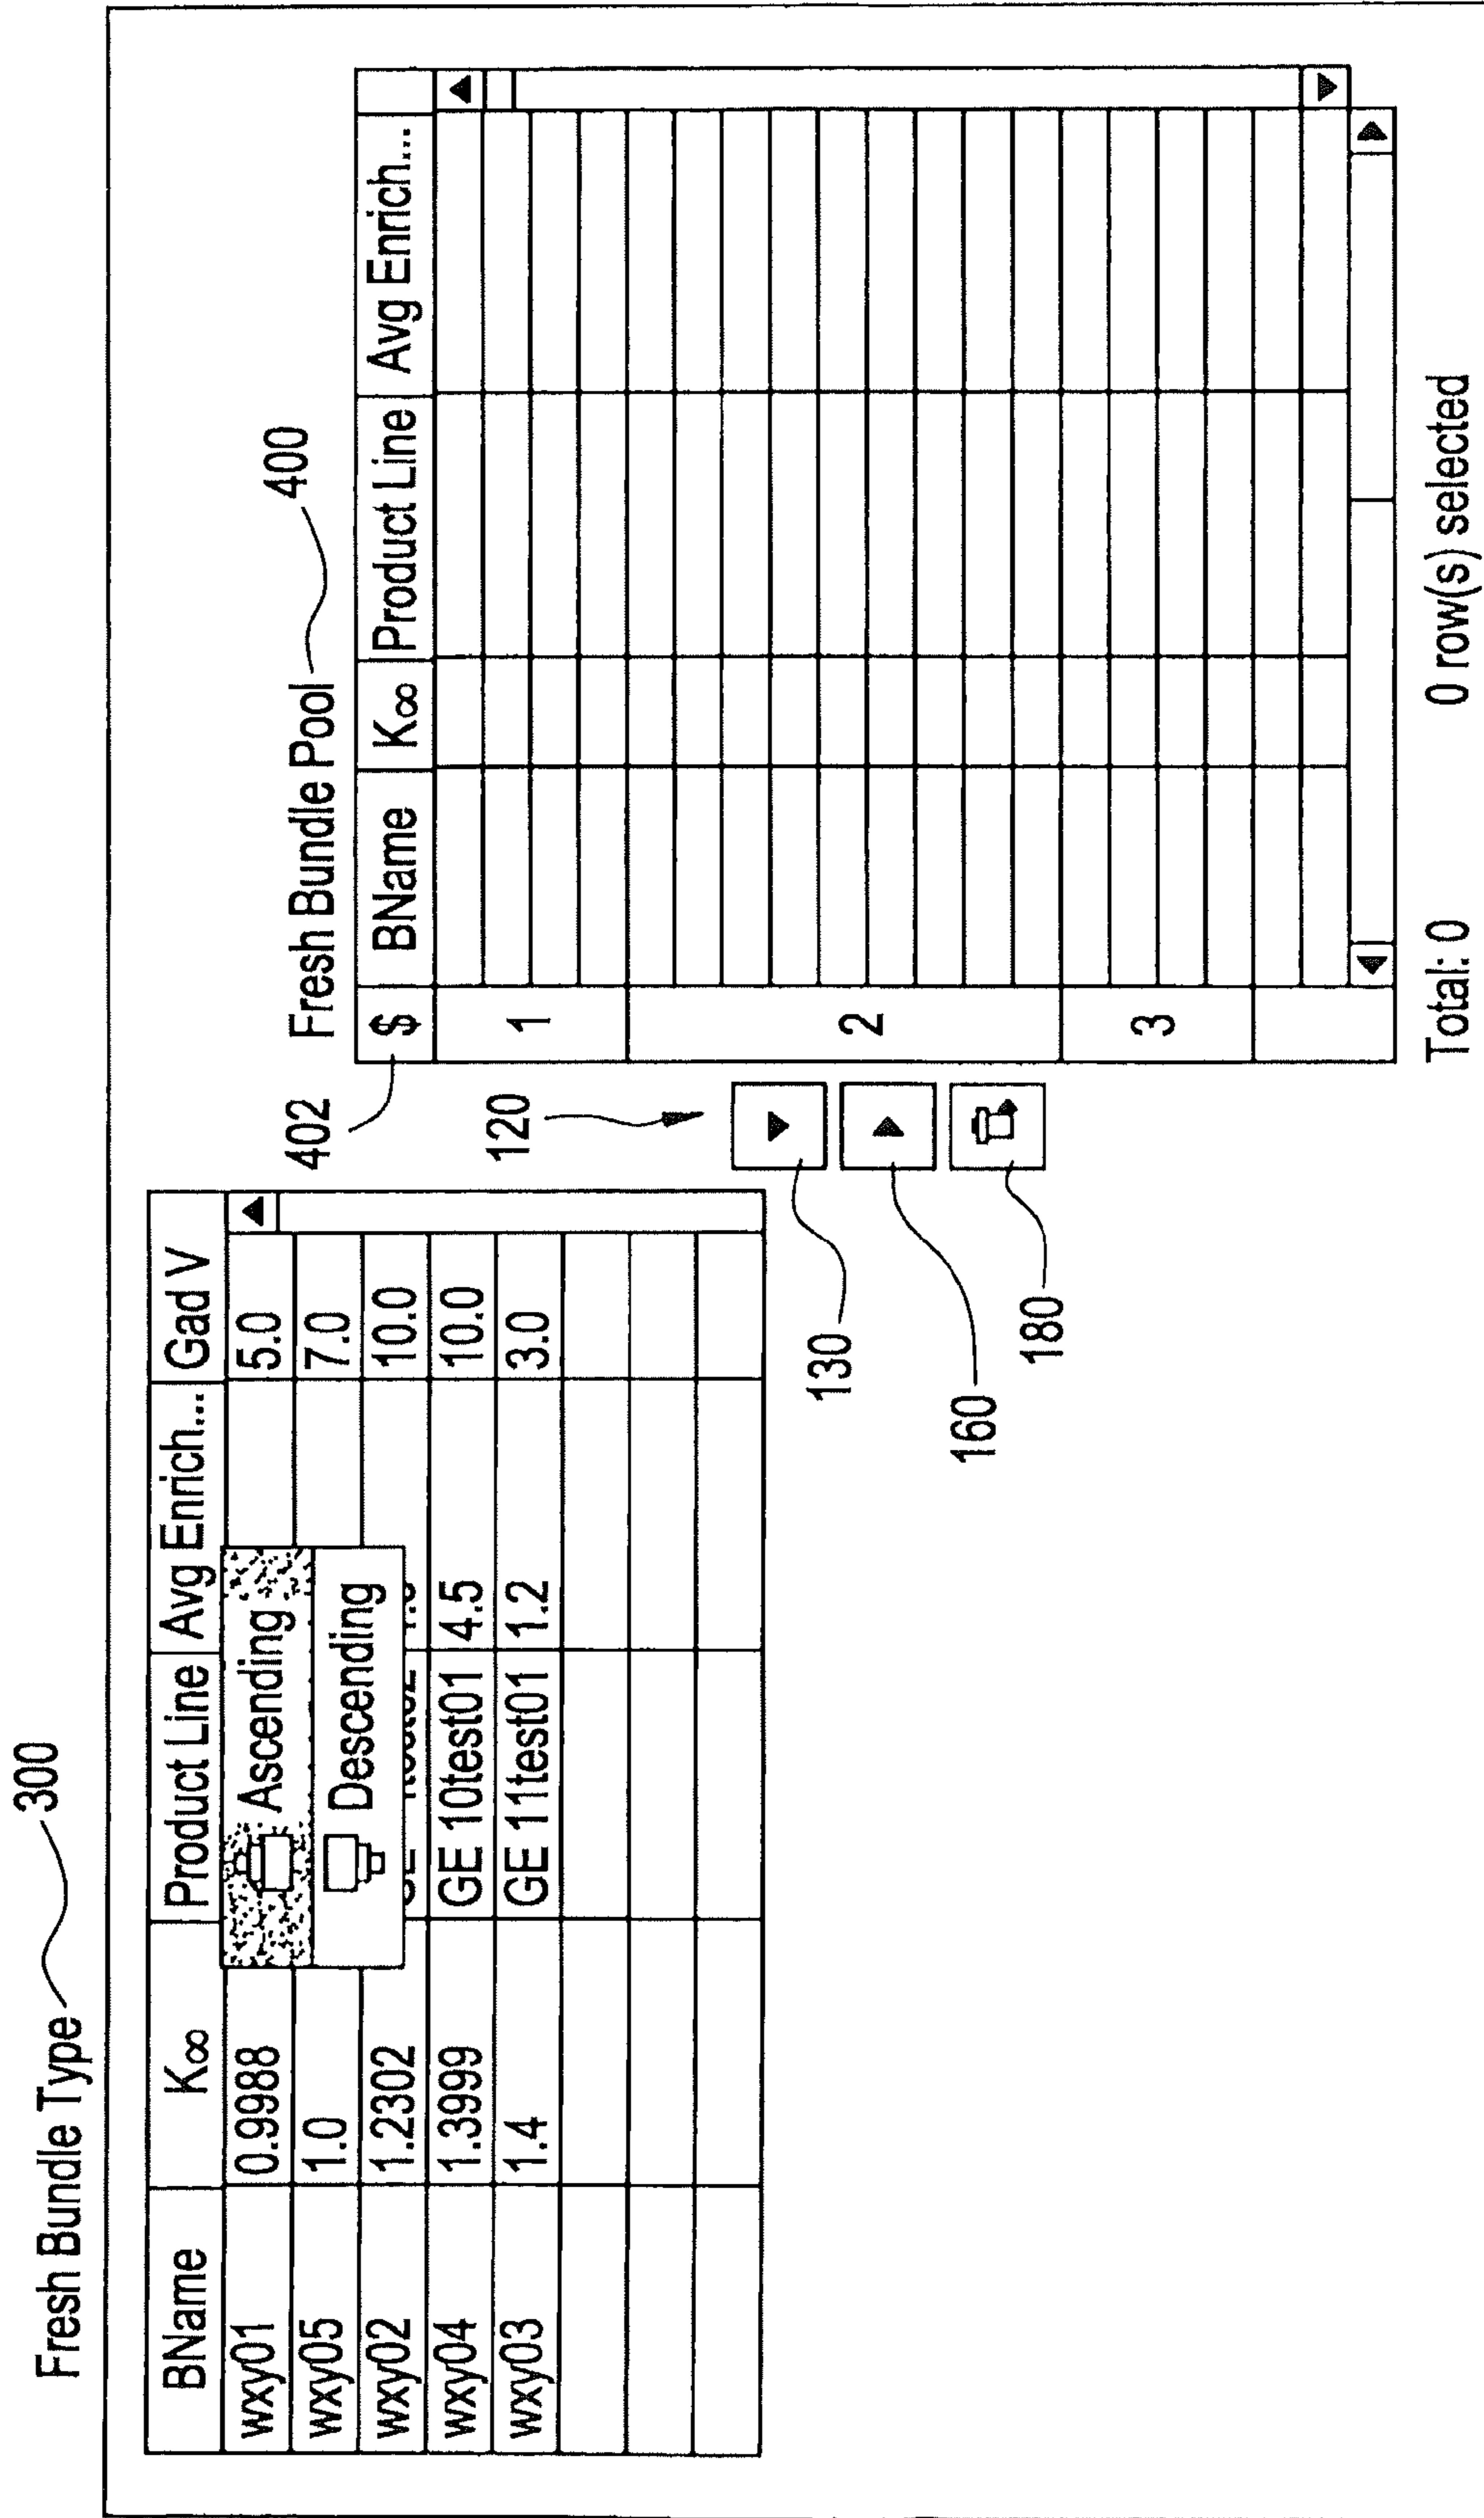 Fresh Bundle Type 300
BName K∞ Product Line Avg Enrich... Gad V
wxy01 0.9988 5.0
wxy05 1.0 7.0
wxy02 1.2302 10.0
wxy04 1.3999 GE 10test01 4.5 10.0
wxy03 1.4 GE 11test01 1.2 3.0
Ascending
Descending
402
120
130
160
180
Fresh Bundle Pool 400
$ BName K∞ Product Line Avg Enrich...
1
2
3
Total: 0 0 row(s) selected